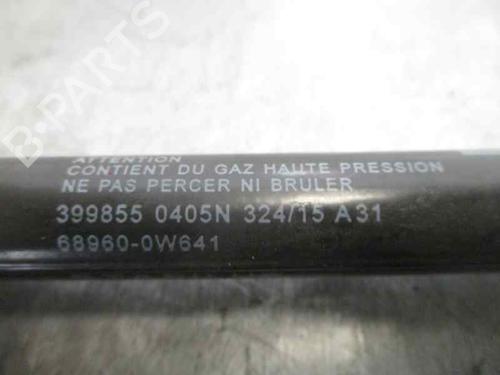 B-PARTS
ATTENTION
CONTIENT DU GAZ HAUTE PRESSION
NE PAS PERCER NI BRULER
399855 0405N 324/15 A31
68960-0W641